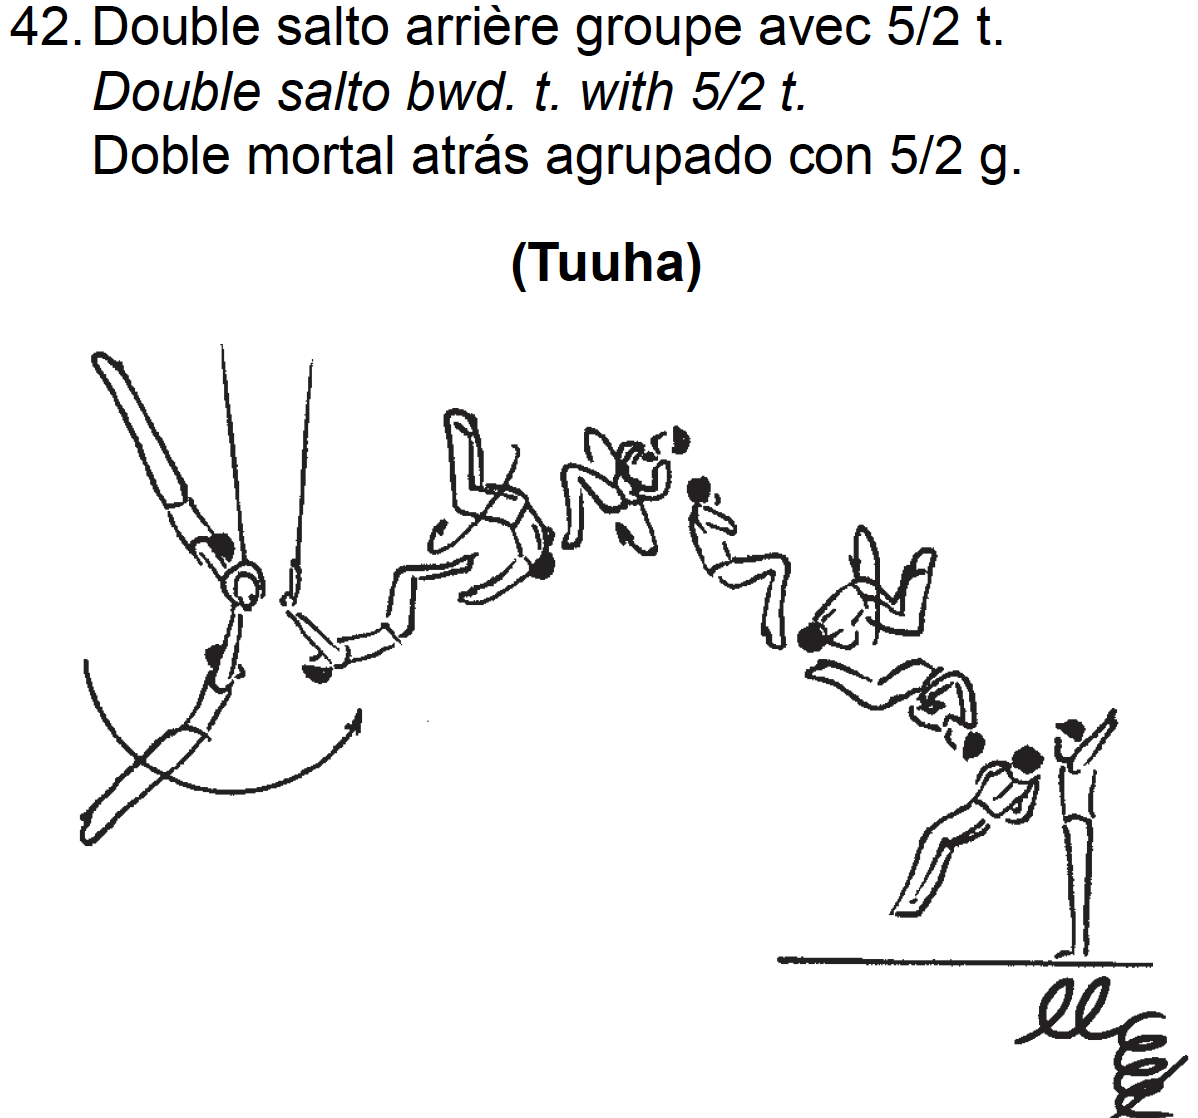 42. Double salto arrière groupe avec 5/2 t.
Double salto bwd. t. with 5/2 t.
Doble mortal atrás agrupado con 5/2 g.
(Tuuha)